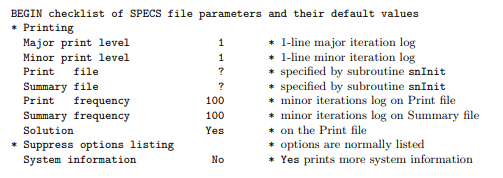 BEGIN checklist of SPECS file parameters and their default values
* Printing
Major print level 1 * 1-line major iteration log
Minor print level 1 * 1-line minor iteration log
Print file ? * specified by subroutine snInit
Summary file ? * specified by subroutine snInit
Print frequency 100 * minor iterations log on Print file
Summary frequency 100 * minor iterations log on Summary file
Solution Yes * on the Print file
* Suppress options listing * options are normally listed
System information No * Yes prints more system information